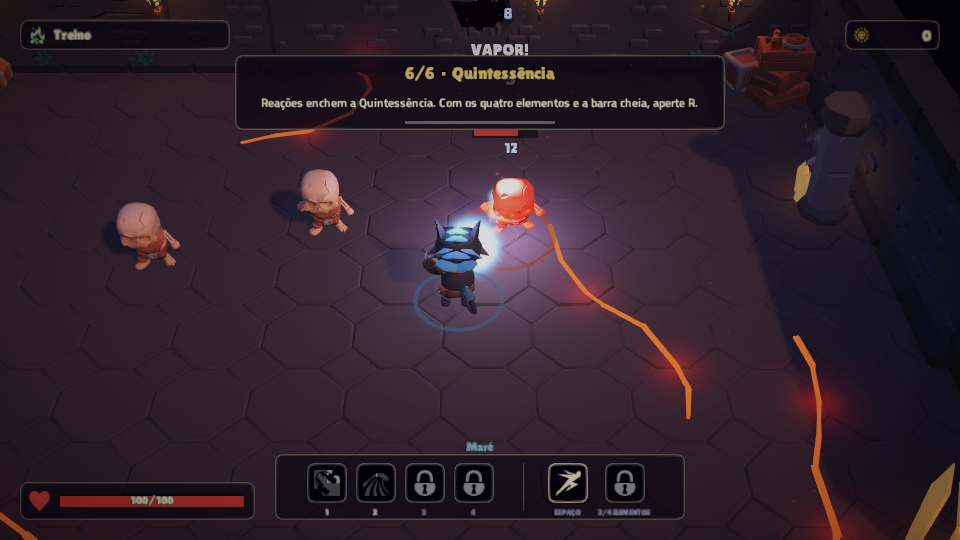 8
Treino
0
VAPOR!
6/6 · Quintessência
Reações enchem a Quintessência. Com os quatro elementos e a barra cheia, aperte R.
12
Maré
1 2 3 4 ESPAÇO 2/4 ELEMENTOS
100/100